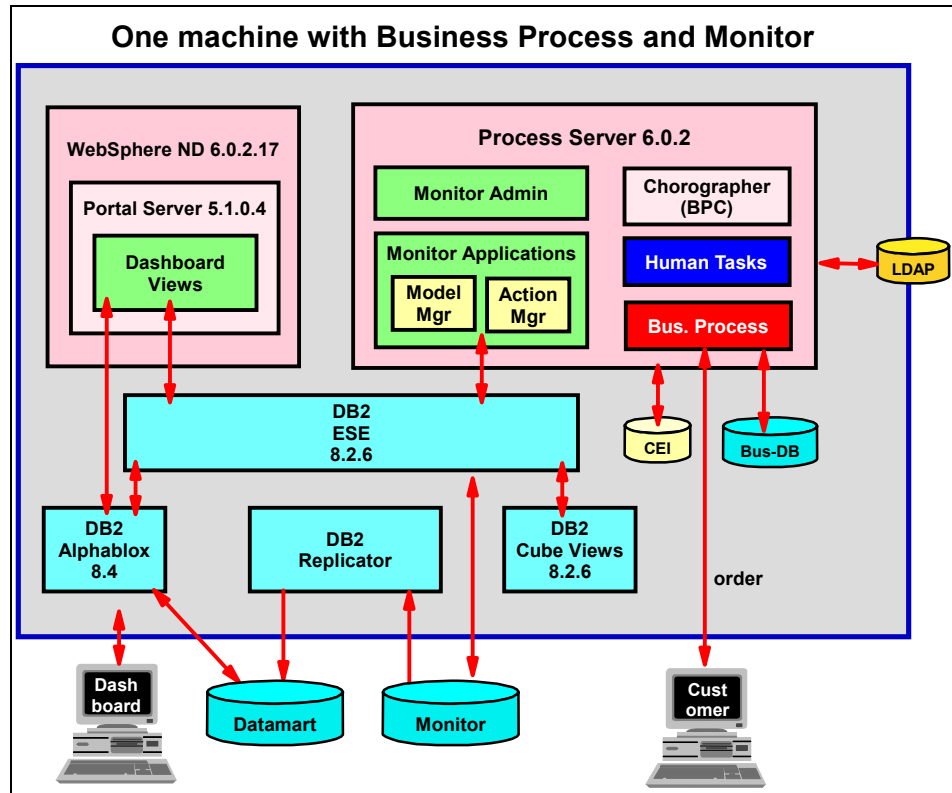 One machine with Business Process and Monitor
WebSphere ND 6.0.2.17
Portal Server 5.1.0.4
Dashboard
Views
Process Server 6.0.2
Monitor Admin
Monitor Applications
Model
Mgr
Action
Mgr
Chorographer
(BPC)
Human Tasks
Bus. Process
LDAP
DB2
ESE
8.2.6
CEI
Bus-DB
DB2
Alphablox
8.4
DB2
Replicator
DB2
Cube Views
8.2.6
order
Dash
board
Datamart
Monitor
Cust
omer